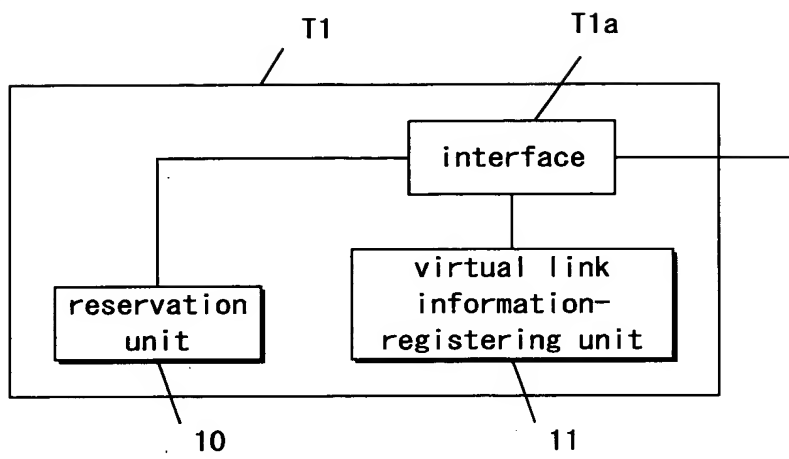 T1
T1a
interface
reservation
unit
virtual link
information-
registering unit
10
11